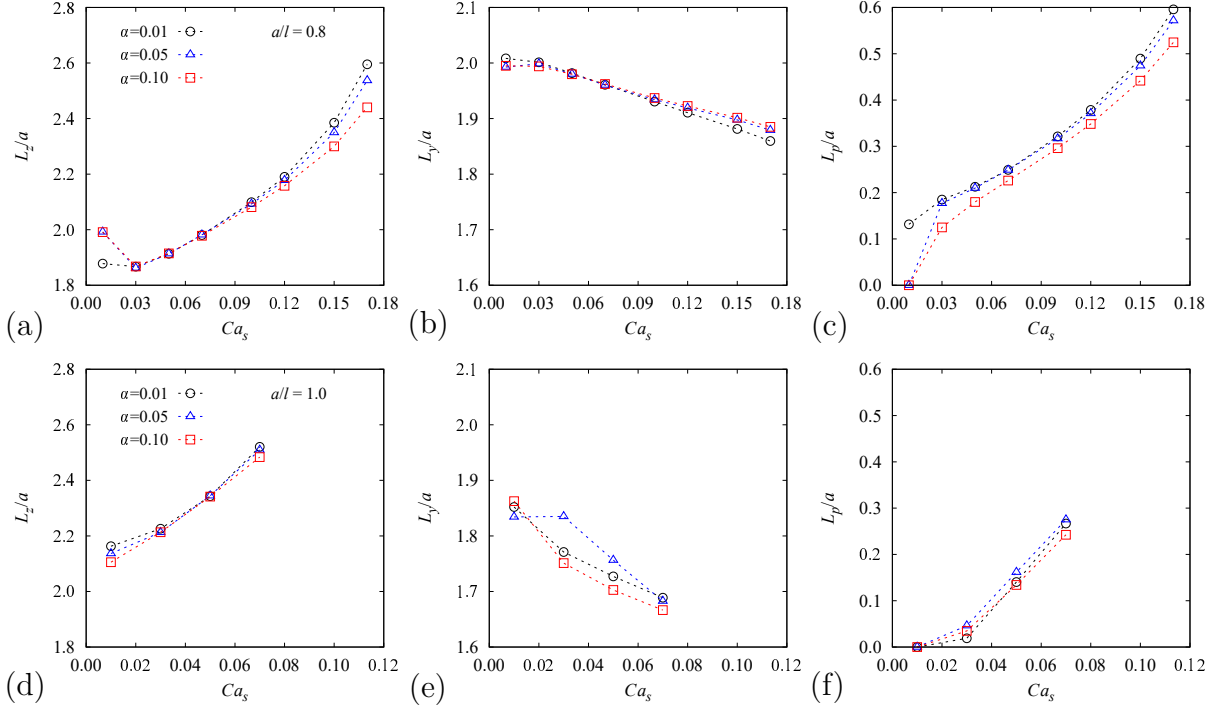 2.8
2.6
2.4
2.2
2.0
1.8
L_z/a
α=0.01
α=0.05
α=0.10
a/l = 0.8
0.00 0.03 0.06 0.09 0.12 0.15 0.18
Ca_s
(a)
2.1
2.0
1.9
1.8
1.7
1.6
L_y/a
0.00 0.03 0.06 0.09 0.12 0.15 0.18
Ca_s
(b)
0.6
0.5
0.4
0.3
0.2
0.1
0.0
L_p/a
0.00 0.03 0.06 0.09 0.12 0.15 0.18
Ca_s
(c)
2.8
2.6
2.4
2.2
2.0
1.8
L_z/a
α=0.01
α=0.05
α=0.10
a/l = 1.0
0.00 0.02 0.04 0.06 0.08 0.10 0.12
Ca_s
(d)
2.1
2.0
1.9
1.8
1.7
1.6
L_y/a
0.00 0.02 0.04 0.06 0.08 0.10 0.12
Ca_s
(e)
0.6
0.5
0.4
0.3
0.2
0.1
0.0
L_p/a
0.00 0.02 0.04 0.06 0.08 0.10 0.12
Ca_s
(f)